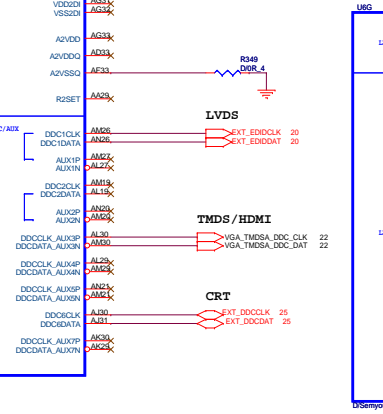 VDD2DI AG31
VSS2DI AG32
U6G
A2VDD AG33
A2VDDQ AD33
A2VSSQ AF33
R349
D/0R_4
R2SET AA29
C/AUX
LVDS
DDC1CLK AM26 EXT_EDIDCLK 20
DDC1DATA AN26 EXT_EDIDDAT 20
AUX1P AM27
AUX1N AL27
DDC2CLK AM19
DDC2DATA AL19
AUX2P AN20
AUX2N AM20
TMDS/HDMI
DDCCLK_AUX3P AL30 VGA_TMDSA_DDC_CLK 22
DDCDATA_AUX3N AM30 VGA_TMDSA_DDC_DAT 22
DDCCLK_AUX4P AL29
DDCDATA_AUX4N AM29
DDCCLK_AUX5P AN21
DDCDATA_AUX5N AM21
CRT
DDC6CLK AJ30 EXT_DDCCLK 25
DDC6DATA AJ31 EXT_DDCDAT 25
DDCCLK_AUX7P AK30
DDCDATA_AUX7N AK29